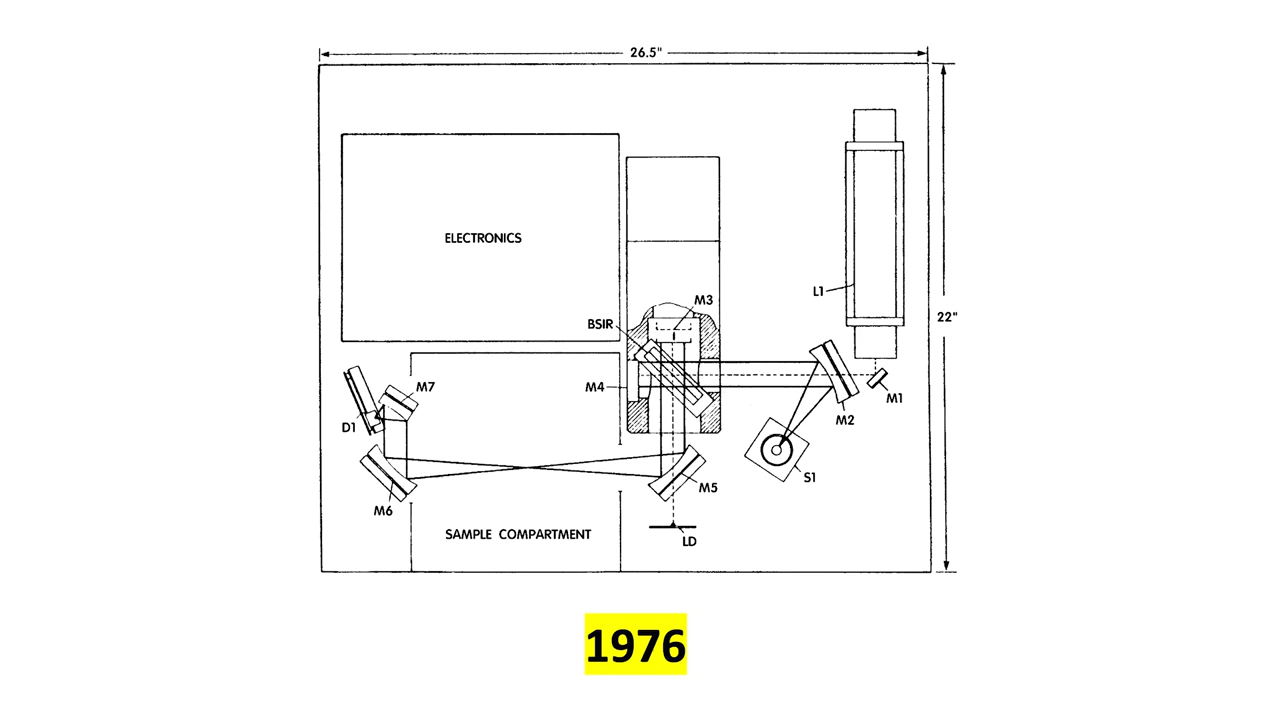 26.5"
ELECTRONICS
L1
M3
22"
BSIR
M7
M4
M1
D1
M2
S1
M5
M6
SAMPLE COMPARTMENT
LD
1976